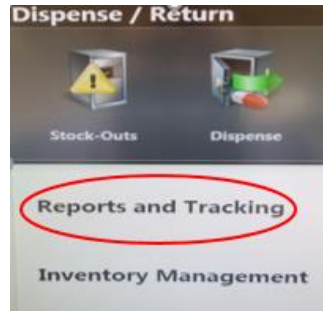 Dispense / Return
Stock-Outs Dispense
Reports and Tracking
Inventory Management